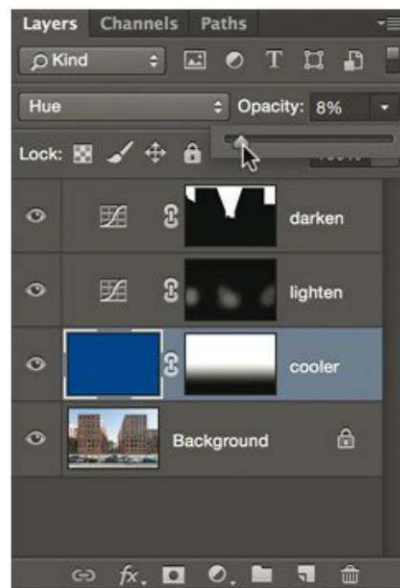 Layers Channels Paths
Kind T
Hue Opacity: 8%
Lock:
darken
lighten
cooler
Background
fx